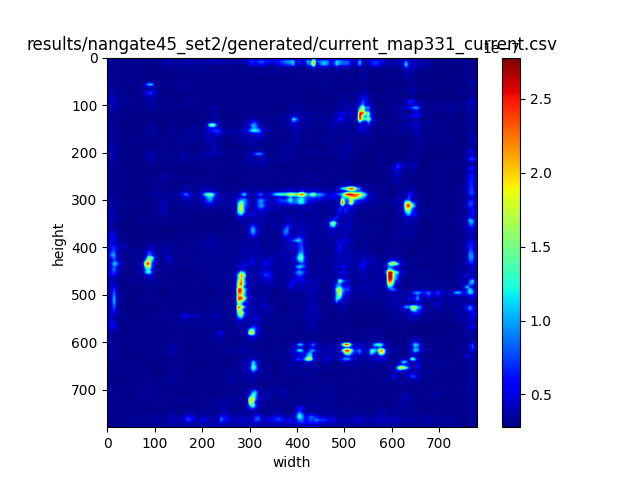 results/nangate45_set2/generated/current_map331_current.csv
1e−7
0
100
200
300
400
500
600
700
height
0 100 200 300 400 500 600 700
width
2.5
2.0
1.5
1.0
0.5